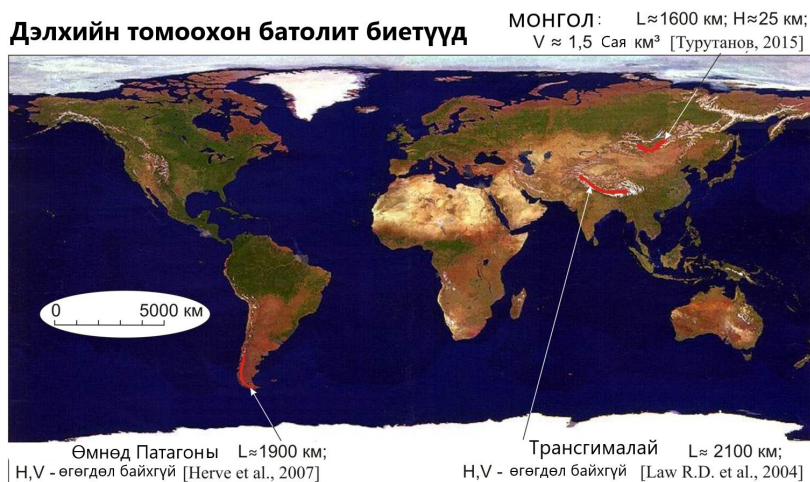 Дэлхийн томоохон батолит биетүүд
МОНГОЛ: L≈1600 км; H≈25 км;
V ≈ 1,5 Сая км³ [Турутанов, 2015]
0 5000 км
Өмнөд Патагоны L≈1900 км;
H,V - өгөгдөл байхгүй [Herve et al., 2007]
Трансгималай L≈ 2100 км;
H,V - өгөгдөл байхгүй [Law R.D. et al., 2004]